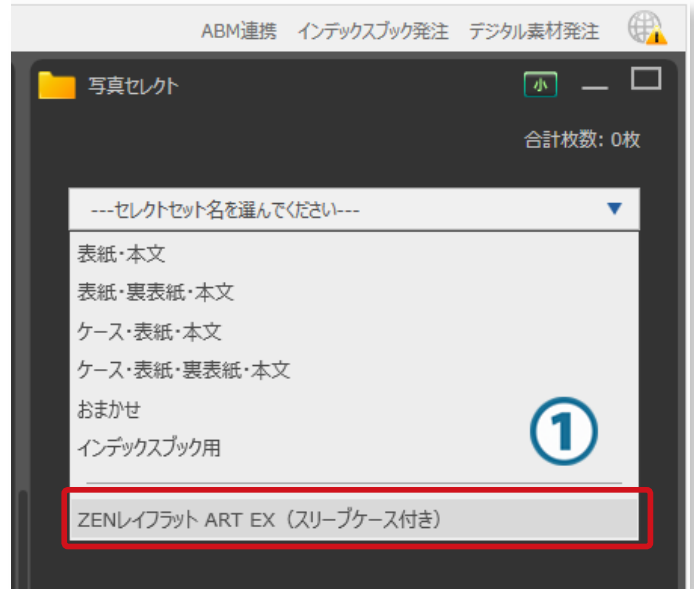 ABM連携 インデックスブック発注 デジタル素材発注
写真セレクト 小
合計枚数: 0枚
---セレクトセット名を選んでください---
表紙・本文
表紙・裏表紙・本文
ケース・表紙・本文
ケース・表紙・裏表紙・本文
おまかせ
インデックスブック用
1
ZENレイフラット ART EX（スリーブケース付き）